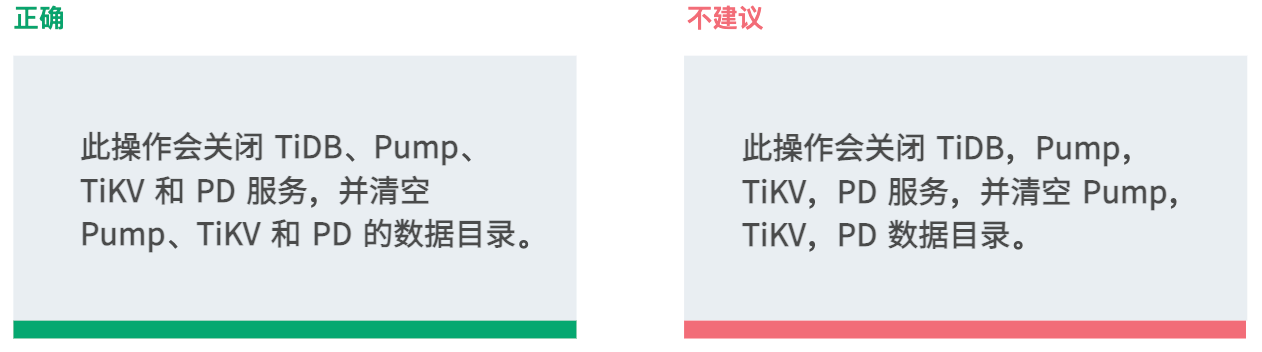 正确
此操作会关闭 TiDB、Pump、
TiKV 和 PD 服务，并清空
Pump、TiKV 和 PD 的数据目录。
不建议
此操作会关闭 TiDB，Pump，
TiKV，PD 服务，并清空 Pump，
TiKV，PD 数据目录。